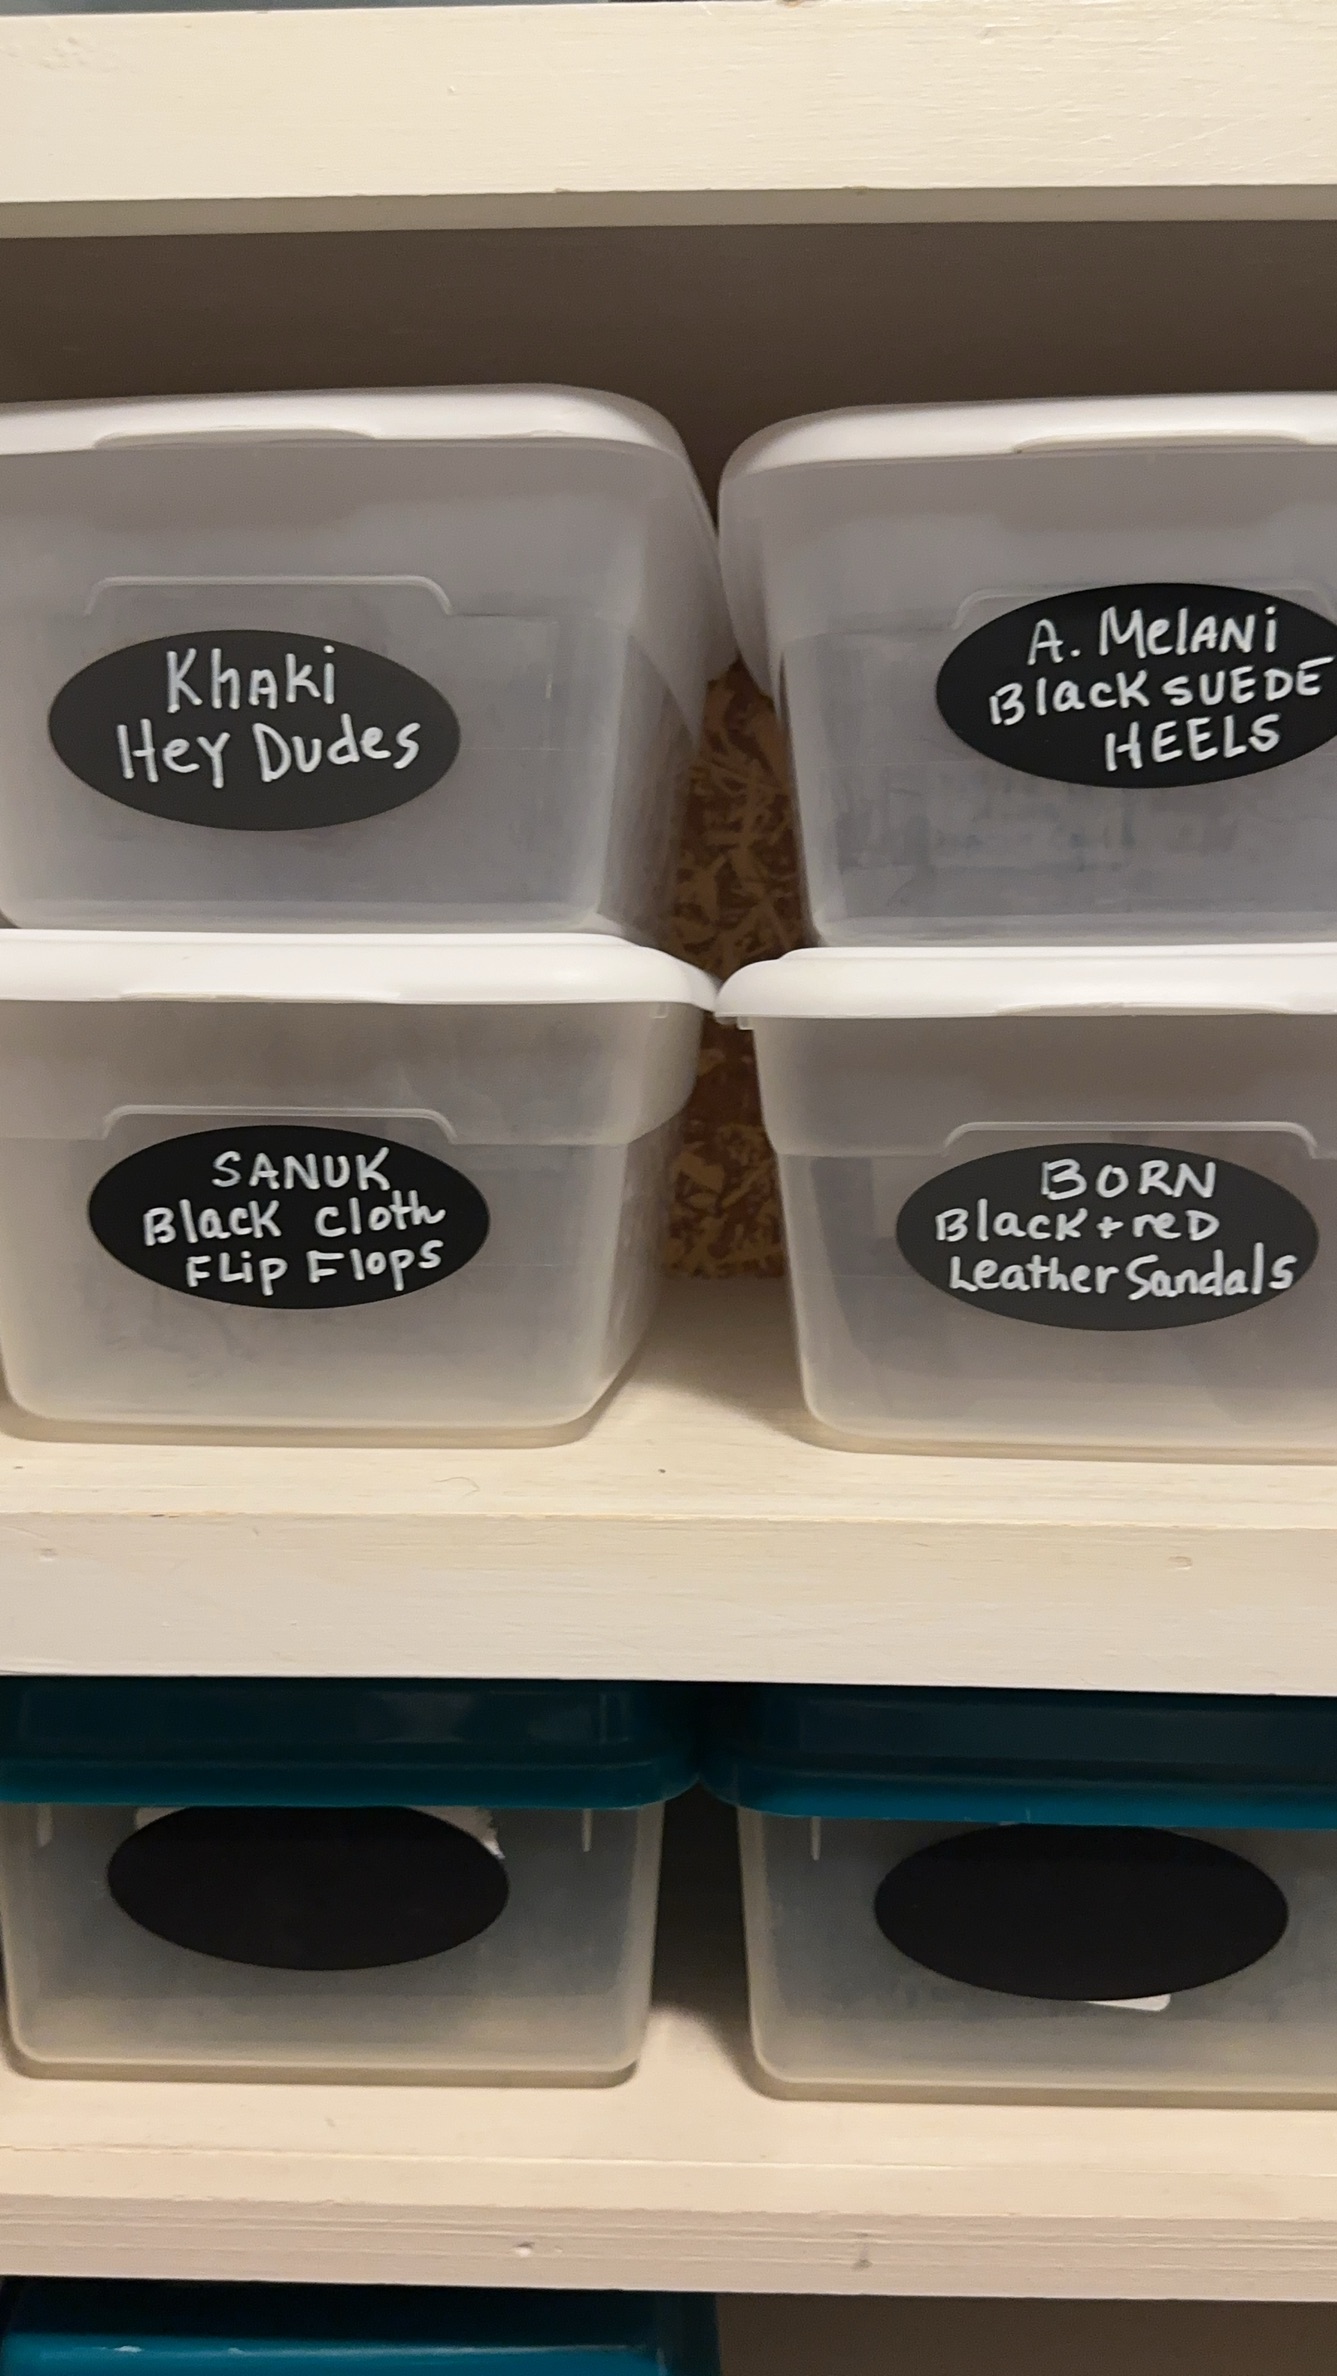 Khaki
Hey Dudes
A. Melani
Black SUEDE
HEELS
SANUK
Black cloth
Flip Flops
BORN
Black + reD
Leather Sandals